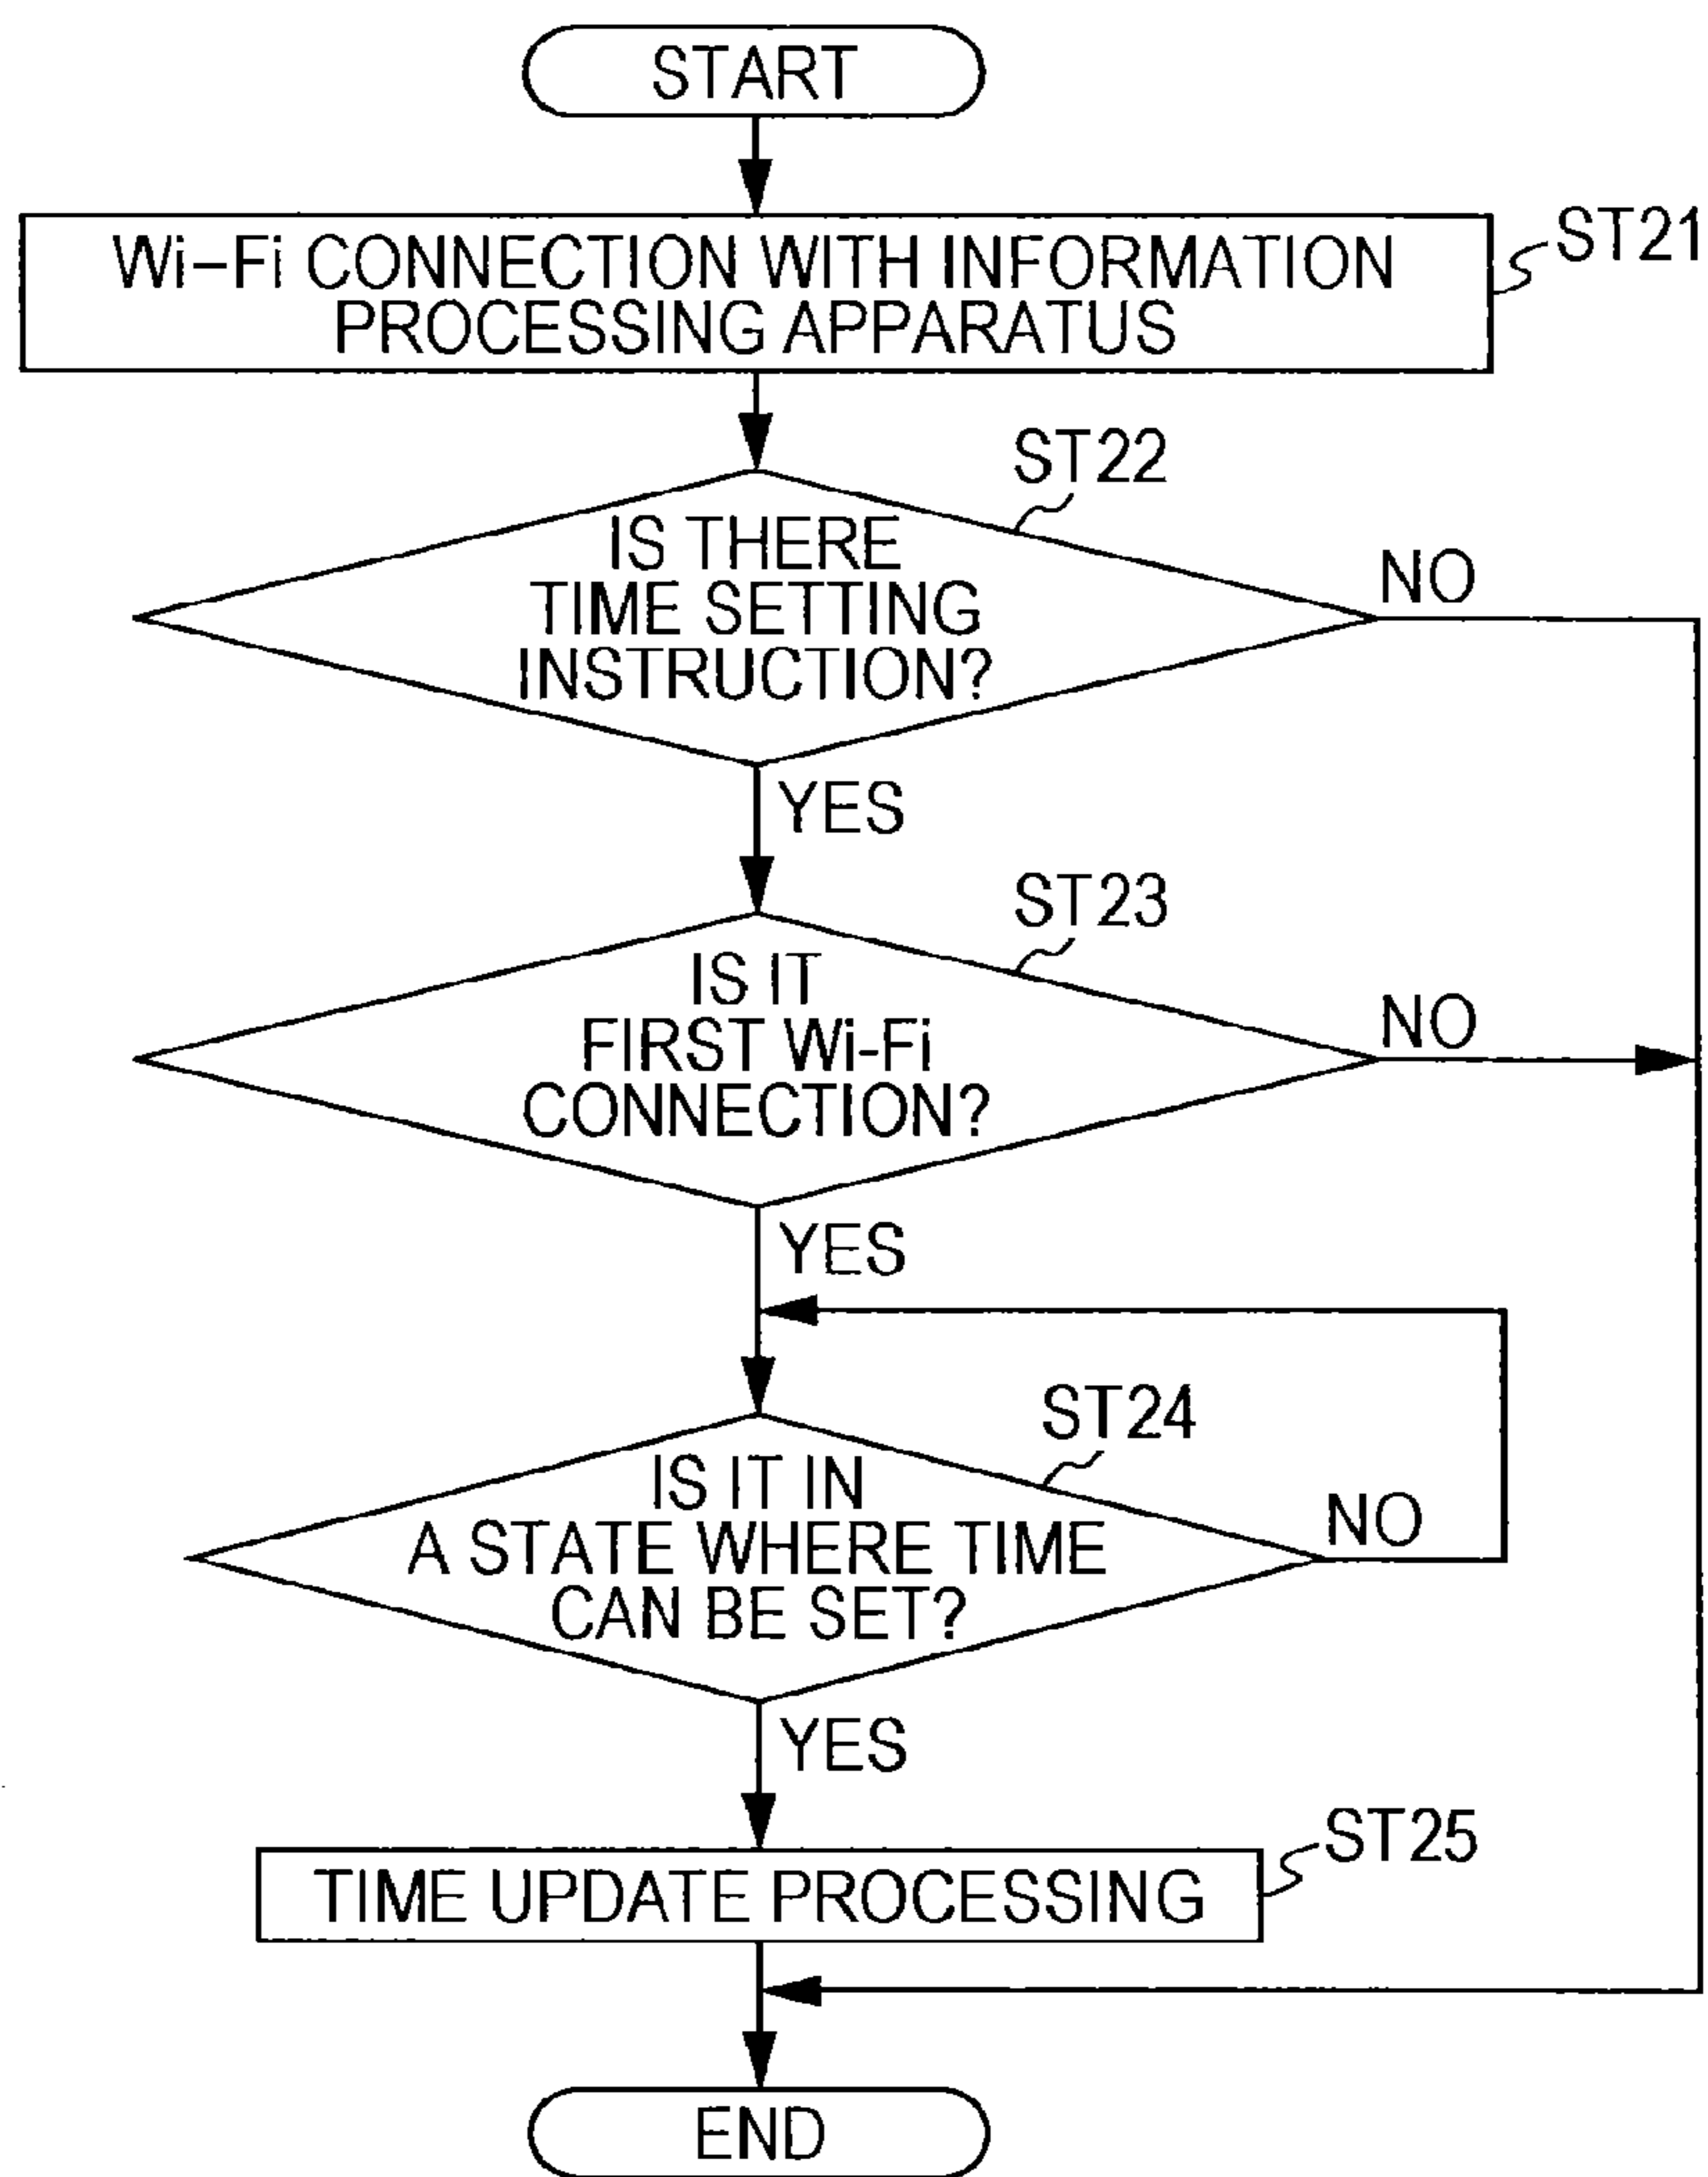 START
Wi-Fi CONNECTION WITH INFORMATION
PROCESSING APPARATUS
ST21
ST22
IS THERE
TIME SETTING
INSTRUCTION?
NO
YES
ST23
IS IT
FIRST Wi-Fi
CONNECTION?
NO
YES
ST24
IS IT IN
A STATE WHERE TIME
CAN BE SET?
NO
YES
ST25
TIME UPDATE PROCESSING
END